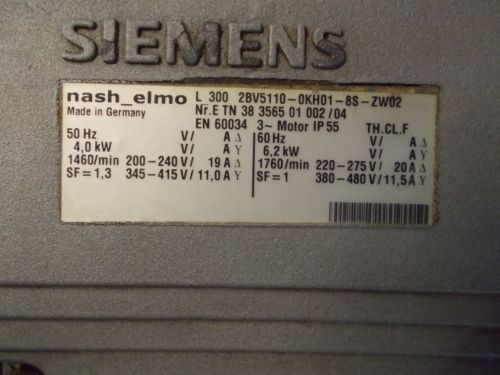 SIEMENS
nash_elmo L 300 2BV5110-0KH01-8S-ZW02
Made in Germany Nr.E TN 38 3565 01 002/04
EN 60034 3~ Motor IP 55 TH.CL.F
50 Hz V/ A Δ 60 Hz V/ A Δ
4,0 kW V/ A Y 6,2 kW V/ A Y
1460/min 200-240 V/ 19 A Δ 1760/min 220-275 V/ 20 A Δ
SF=1,3 345-415 V/ 11,0 A Y SF=1 380-480 V/ 11,5 A Y